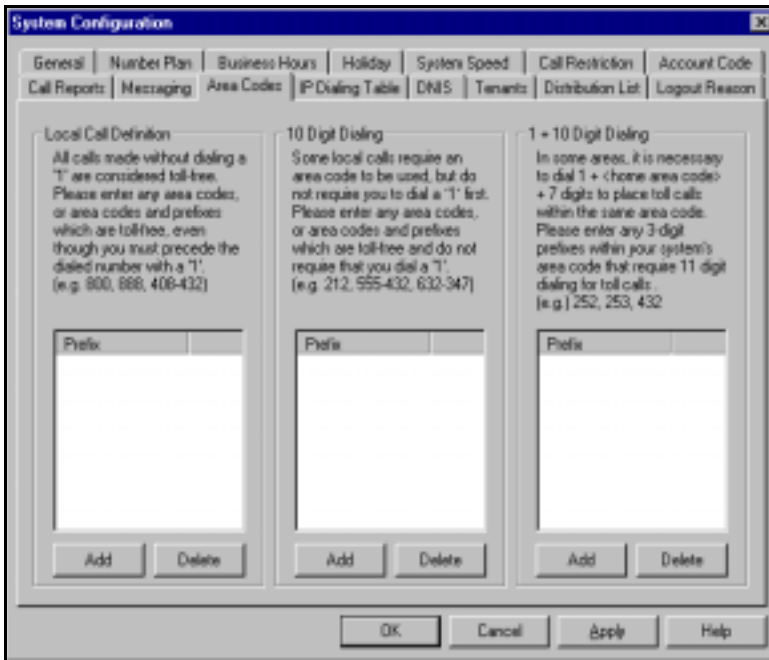 System Configuration
General Number Plan Business Hours Holiday System Speed Call Restriction Account Code
Call Reports Messaging Area Codes IP Dialing Table DNIS Tenants Distribution List Logout Reason
Local Call Definition
All calls made without dialing a
"1" are considered toll-free.
Please enter any area codes,
or area codes and prefixes
which are toll-free, even
though you must precede the
dialed number with a "1".
(e.g. 800, 888, 408-432)
Prefix
Add Delete
10 Digit Dialing
Some local calls require an
area code to be used, but do
not require you to dial a "1" first.
Please enter any area codes,
or area codes and prefixes
which are toll-free and do not
require that you dial a "1".
(e.g. 212, 555-432, 632-347)
Prefix
Add Delete
1 + 10 Digit Dialing
In some areas, it is necessary
to dial 1 + <home area code>
+ 7 digits to place toll calls
within the same area code.
Please enter any 3-digit
prefixes within your system's
area code that require 11 digit
dialing for toll calls .
(e.g.) 252, 253, 432
Prefix
Add Delete
OK Cancel Apply Help